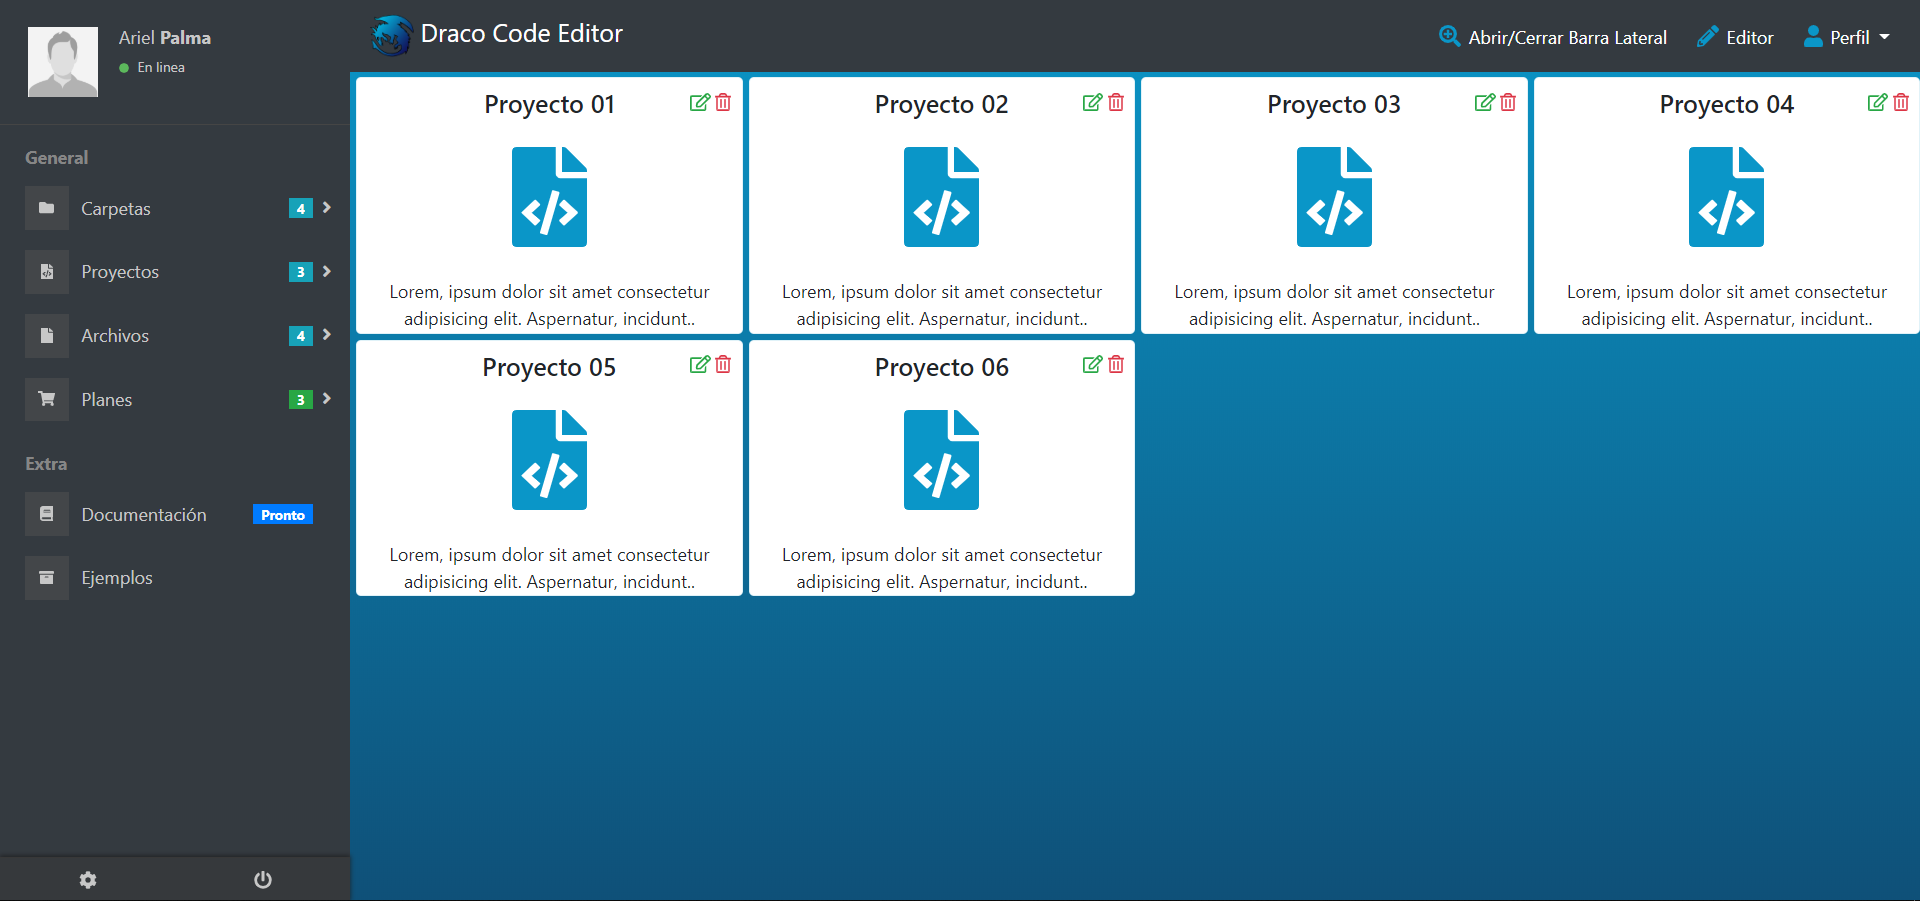 Ariel Palma
En linea
General
Carpetas 4
Proyectos 3
Archivos 4
Planes 3
Extra
Documentación Pronto
Ejemplos
Draco Code Editor
Abrir/Cerrar Barra Lateral Editor Perfil
Proyecto 01
Lorem, ipsum dolor sit amet consectetur
adipisicing elit. Aspernatur, incidunt..
Proyecto 02
Lorem, ipsum dolor sit amet consectetur
adipisicing elit. Aspernatur, incidunt..
Proyecto 03
Lorem, ipsum dolor sit amet consectetur
adipisicing elit. Aspernatur, incidunt..
Proyecto 04
Lorem, ipsum dolor sit amet consectetur
adipisicing elit. Aspernatur, incidunt..
Proyecto 05
Lorem, ipsum dolor sit amet consectetur
adipisicing elit. Aspernatur, incidunt..
Proyecto 06
Lorem, ipsum dolor sit amet consectetur
adipisicing elit. Aspernatur, incidunt..